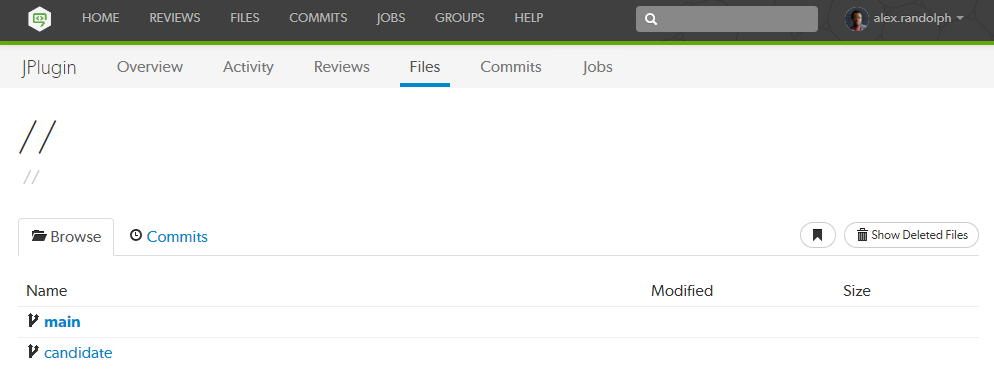 HOME REVIEWS FILES COMMITS JOBS GROUPS HELP alex.randolph
JPlugin Overview Activity Reviews Files Commits Jobs
//
//
Browse Commits Show Deleted Files
Name Modified Size
main
candidate